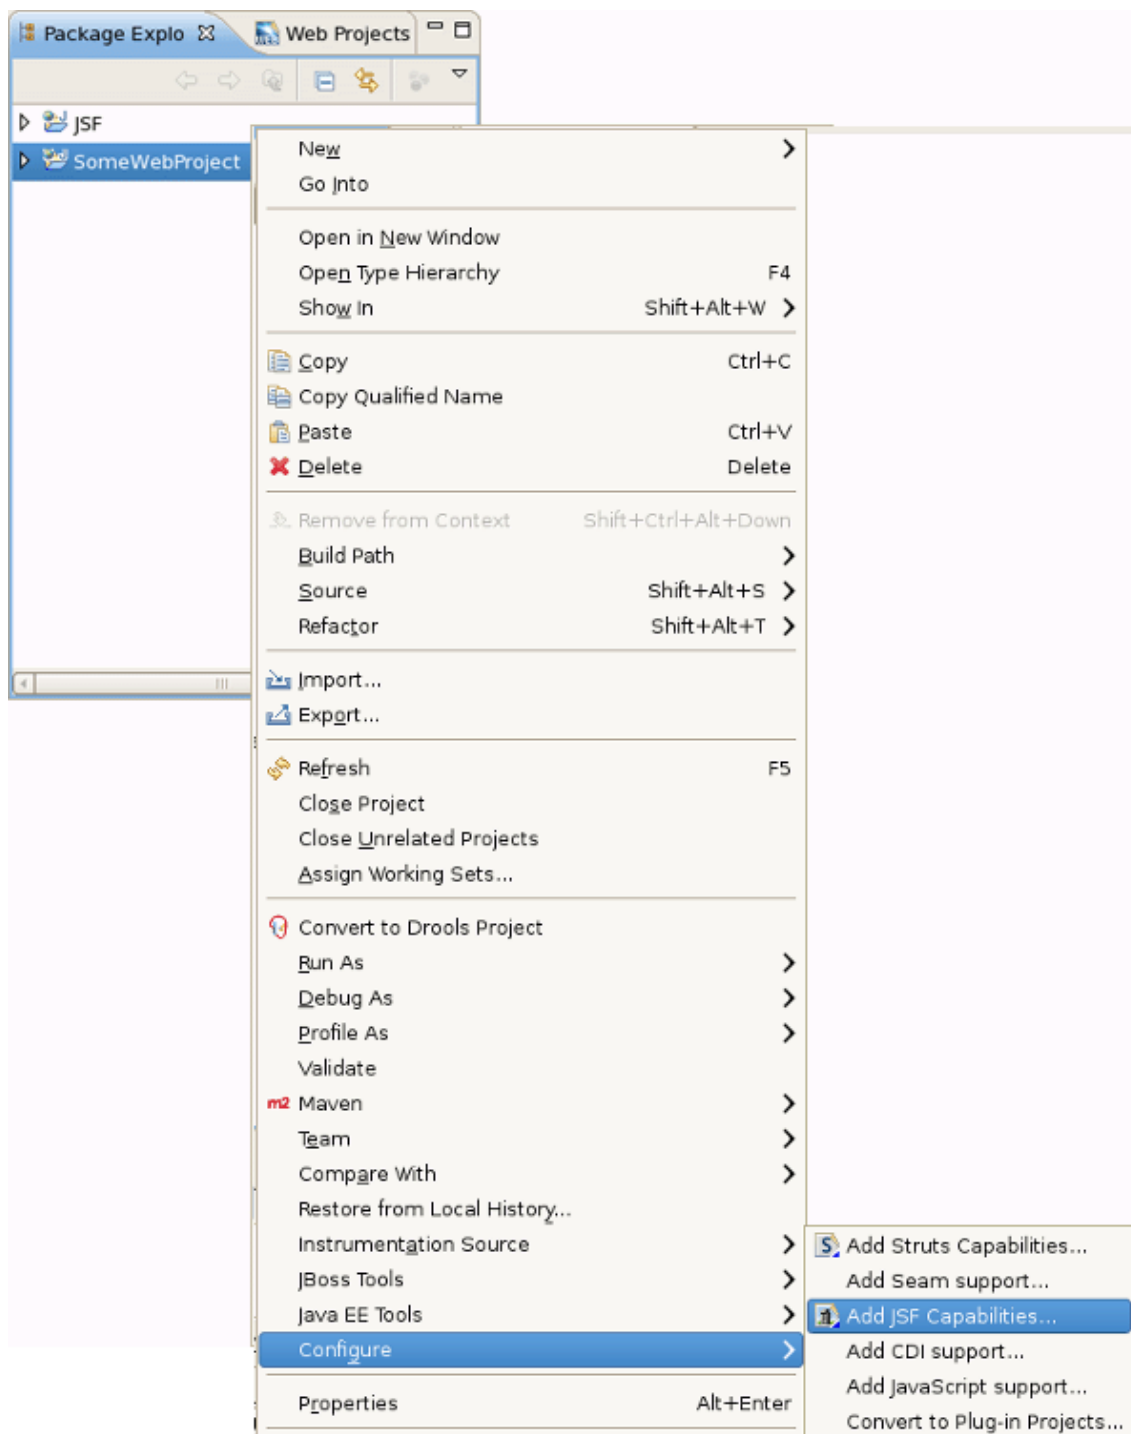 Package Explo
Web Projects
JSF
SomeWebProject
New
Go Into
Open in New Window
Open Type Hierarchy F4
Show In Shift+Alt+W
Copy Ctrl+C
Copy Qualified Name
Paste Ctrl+V
Delete Delete
Remove from Context Shift+Ctrl+Alt+Down
Build Path
Source Shift+Alt+S
Refactor Shift+Alt+T
Import...
Export...
Refresh F5
Close Project
Close Unrelated Projects
Assign Working Sets...
Convert to Drools Project
Run As
Debug As
Profile As
Validate
m2 Maven
Team
Compare With
Restore from Local History...
Instrumentation Source
JBoss Tools
Java EE Tools
Configure
Properties Alt+Enter
Add Struts Capabilities...
Add Seam support...
Add JSF Capabilities...
Add CDI support...
Add JavaScript support...
Convert to Plug-in Projects...